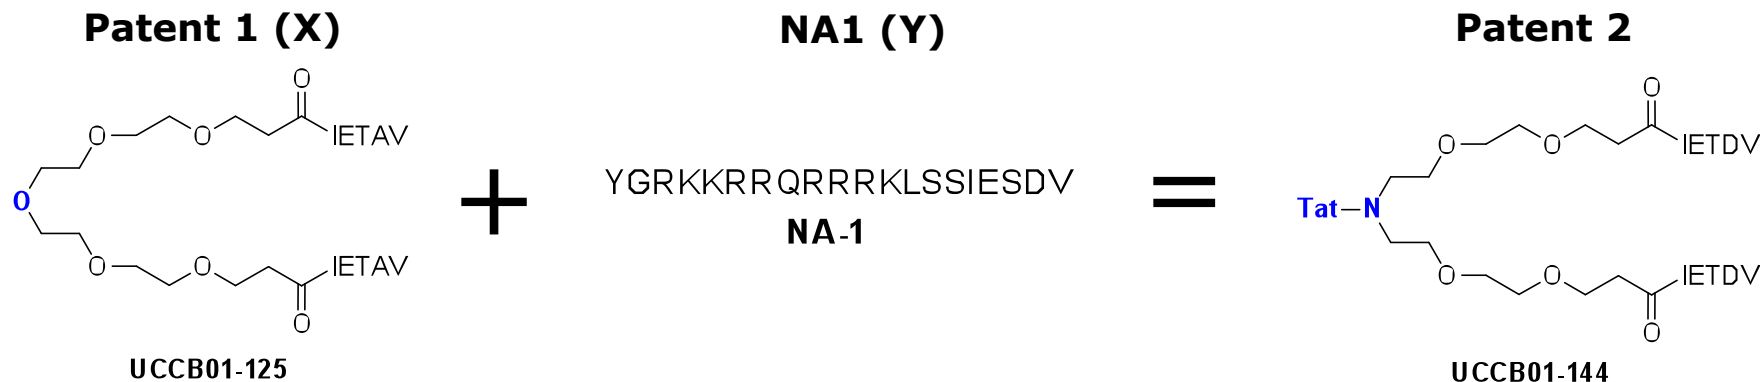 Patent 1 (X)
NA1 (Y)
Patent 2
O
O
O
IETAV
O
O
O
IETAV
O
UCCB01-125
+
YGRKKRRQRRRKLSSIESDV
NA-1
=
O
O
O
IETDV
Tat—N
O
O
IETDV
O
UCCB01-144